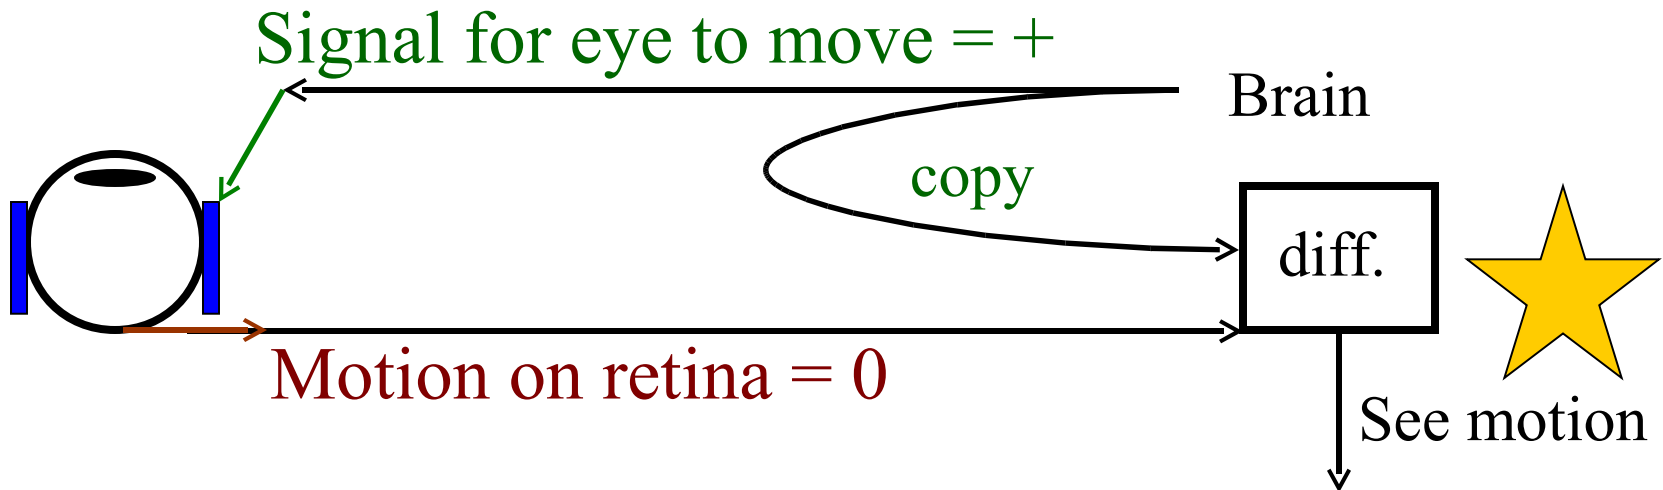 Signal for eye to move = +
Brain
copy
diff.
Motion on retina = 0
See motion